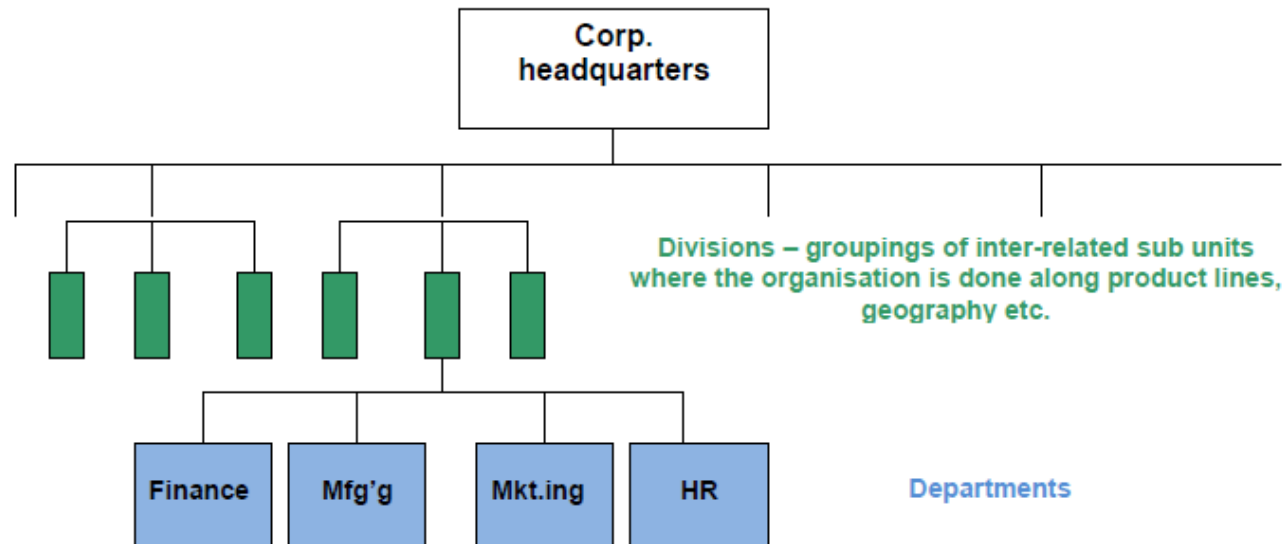 Corp.
headquarters
Divisions – groupings of inter-related sub units
where the organisation is done along product lines,
geography etc.
Finance
Mfg’g
Mkt.ing
HR
Departments